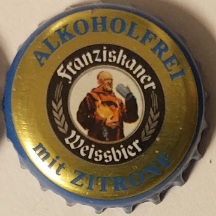 ALKOHOLFREI
Franziskaner
Weissbier
mit ZITRONE